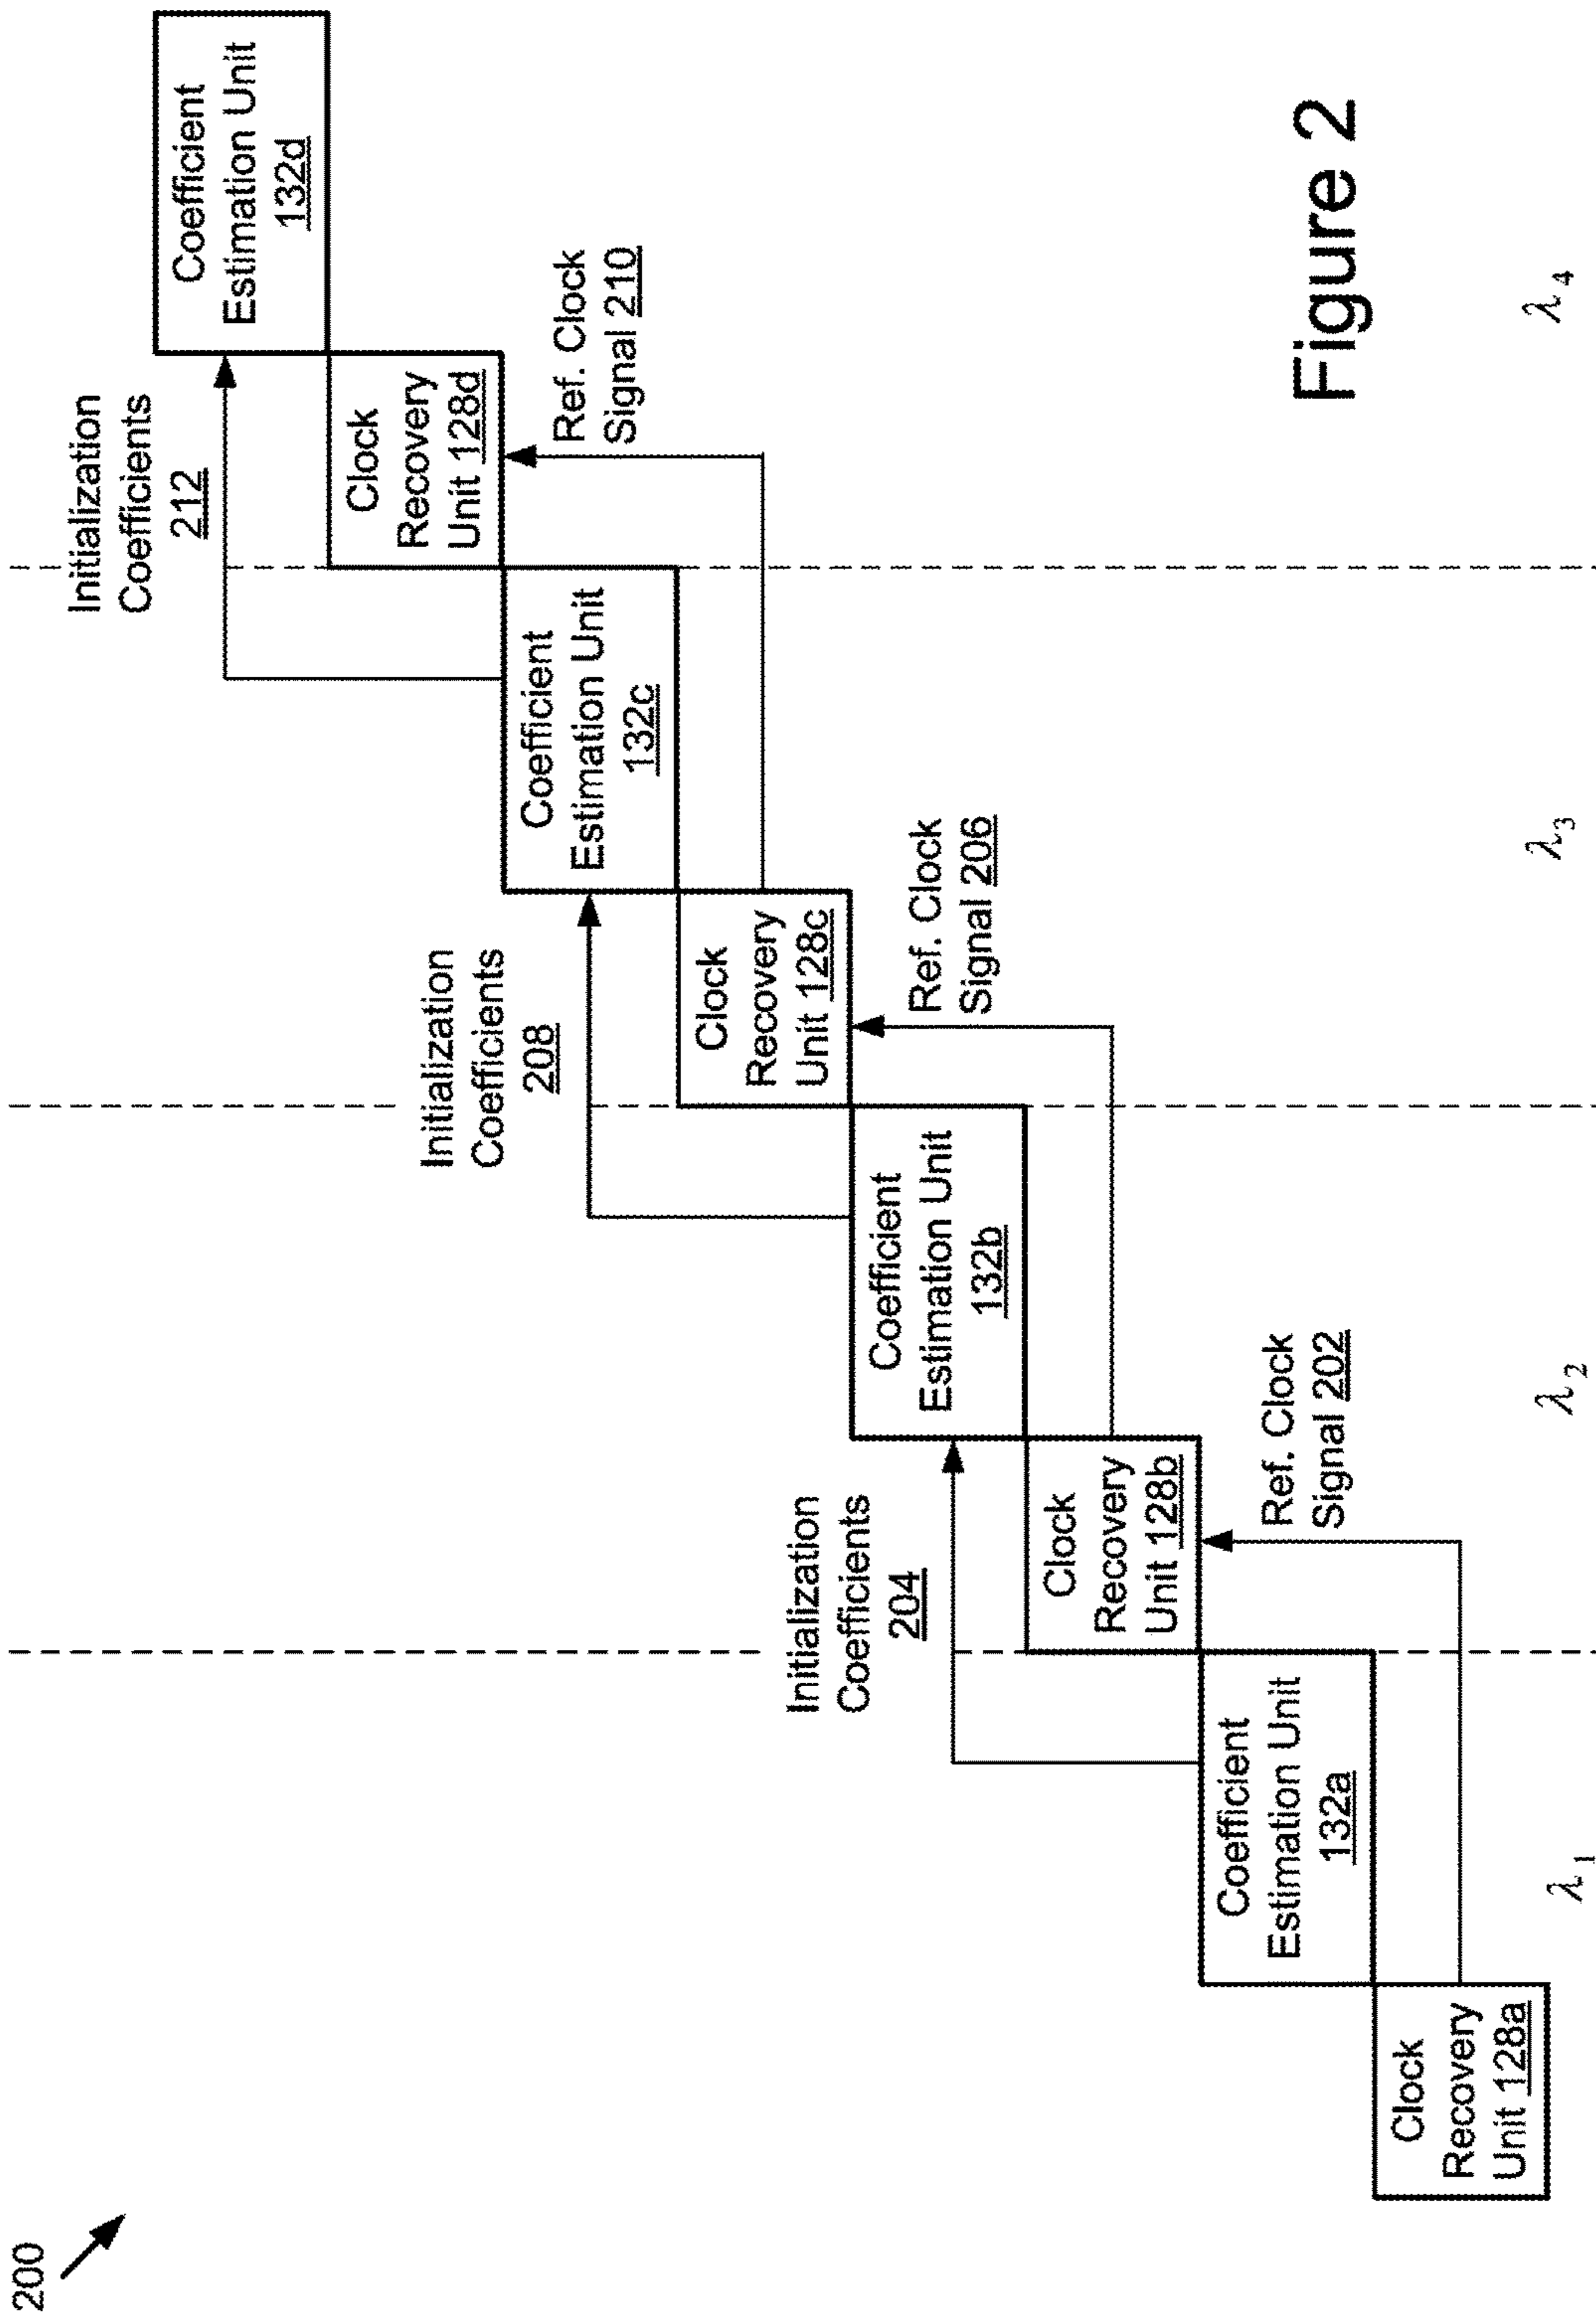 200
Initialization
Coefficients
212
Coefficient
Estimation Unit
132d
Clock
Recovery
Unit 128d
Ref. Clock
Signal 210
Initialization
Coefficients
208
Coefficient
Estimation Unit
132c
Clock
Recovery
Unit 128c
Ref. Clock
Signal 206
Initialization
Coefficients
204
Coefficient
Estimation Unit
132b
Clock
Recovery
Unit 128b
Ref. Clock
Signal 202
Coefficient
Estimation Unit
132a
Clock
Recovery
Unit 128a
λ1
λ2
λ3
λ4
Figure 2